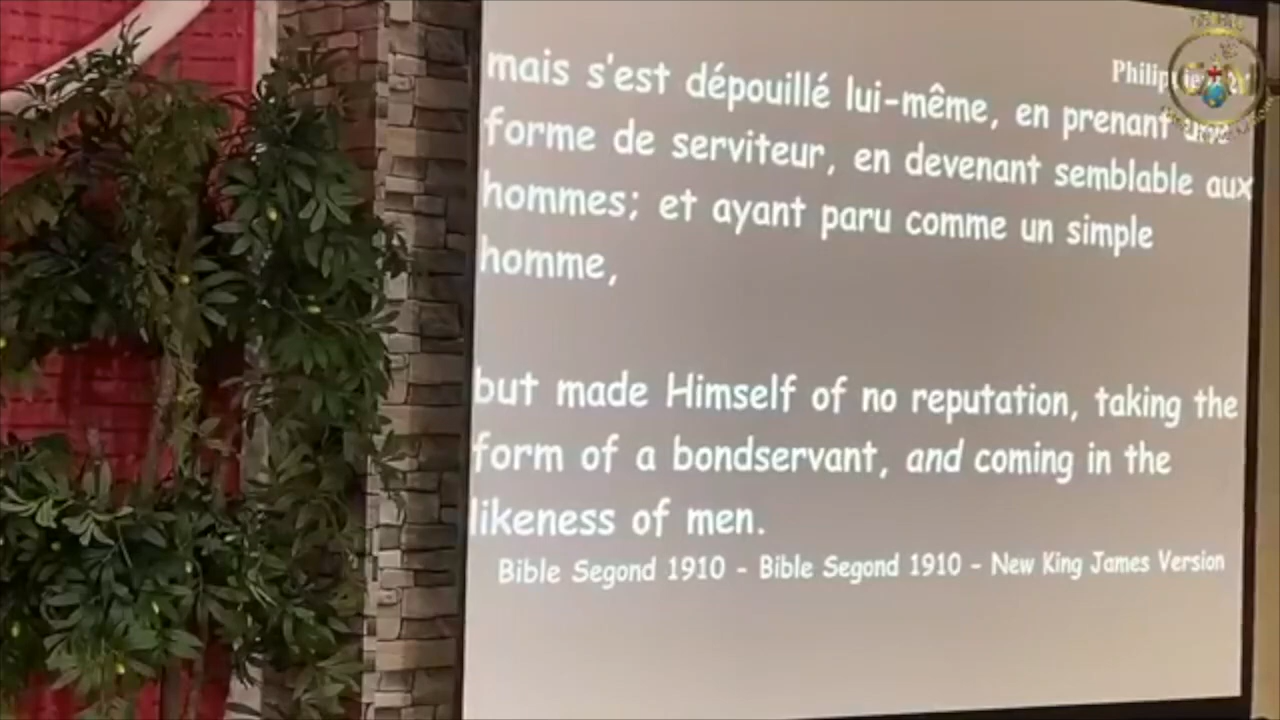 mais s'est dépouillé lui-même, en prenant une
forme de serviteur, en devenant semblable aux
hommes; et ayant paru comme un simple
homme,
but made Himself of no reputation, taking the
form of a bondservant, and coming in the
likeness of men.
Bible Segond 1910 - Bible Segond 1910 - New King James Version